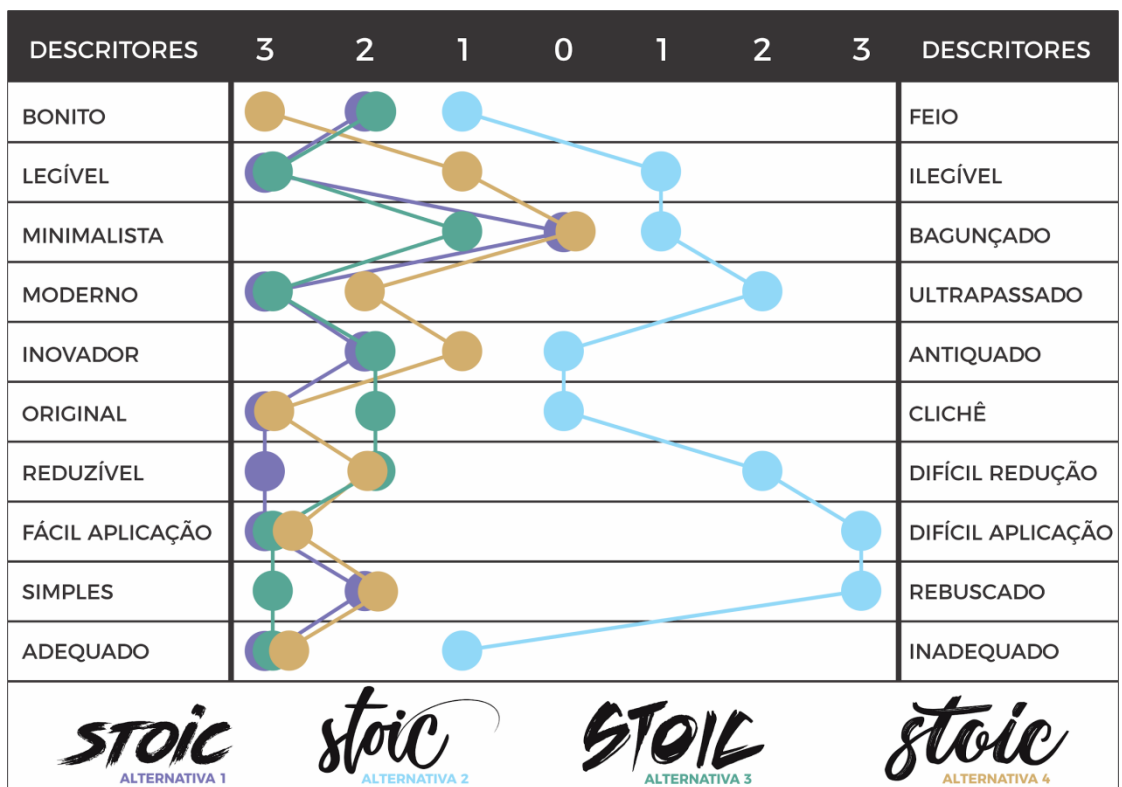 DESCRITORES 3 2 1 0 1 2 3 DESCRITORES
BONITO FEIO
LEGÍVEL ILEGÍVEL
MINIMALISTA BAGUNÇADO
MODERNO ULTRAPASSADO
INOVADOR ANTIQUADO
ORIGINAL CLICHÊ
REDUZÍVEL DIFÍCIL REDUÇÃO
FÁCIL APLICAÇÃO DIFÍCIL APLICAÇÃO
SIMPLES REBUSCADO
ADEQUADO INADEQUADO
STOIC stoic STOIC stoic
ALTERNATIVA 1 ALTERNATIVA 2 ALTERNATIVA 3 ALTERNATIVA 4